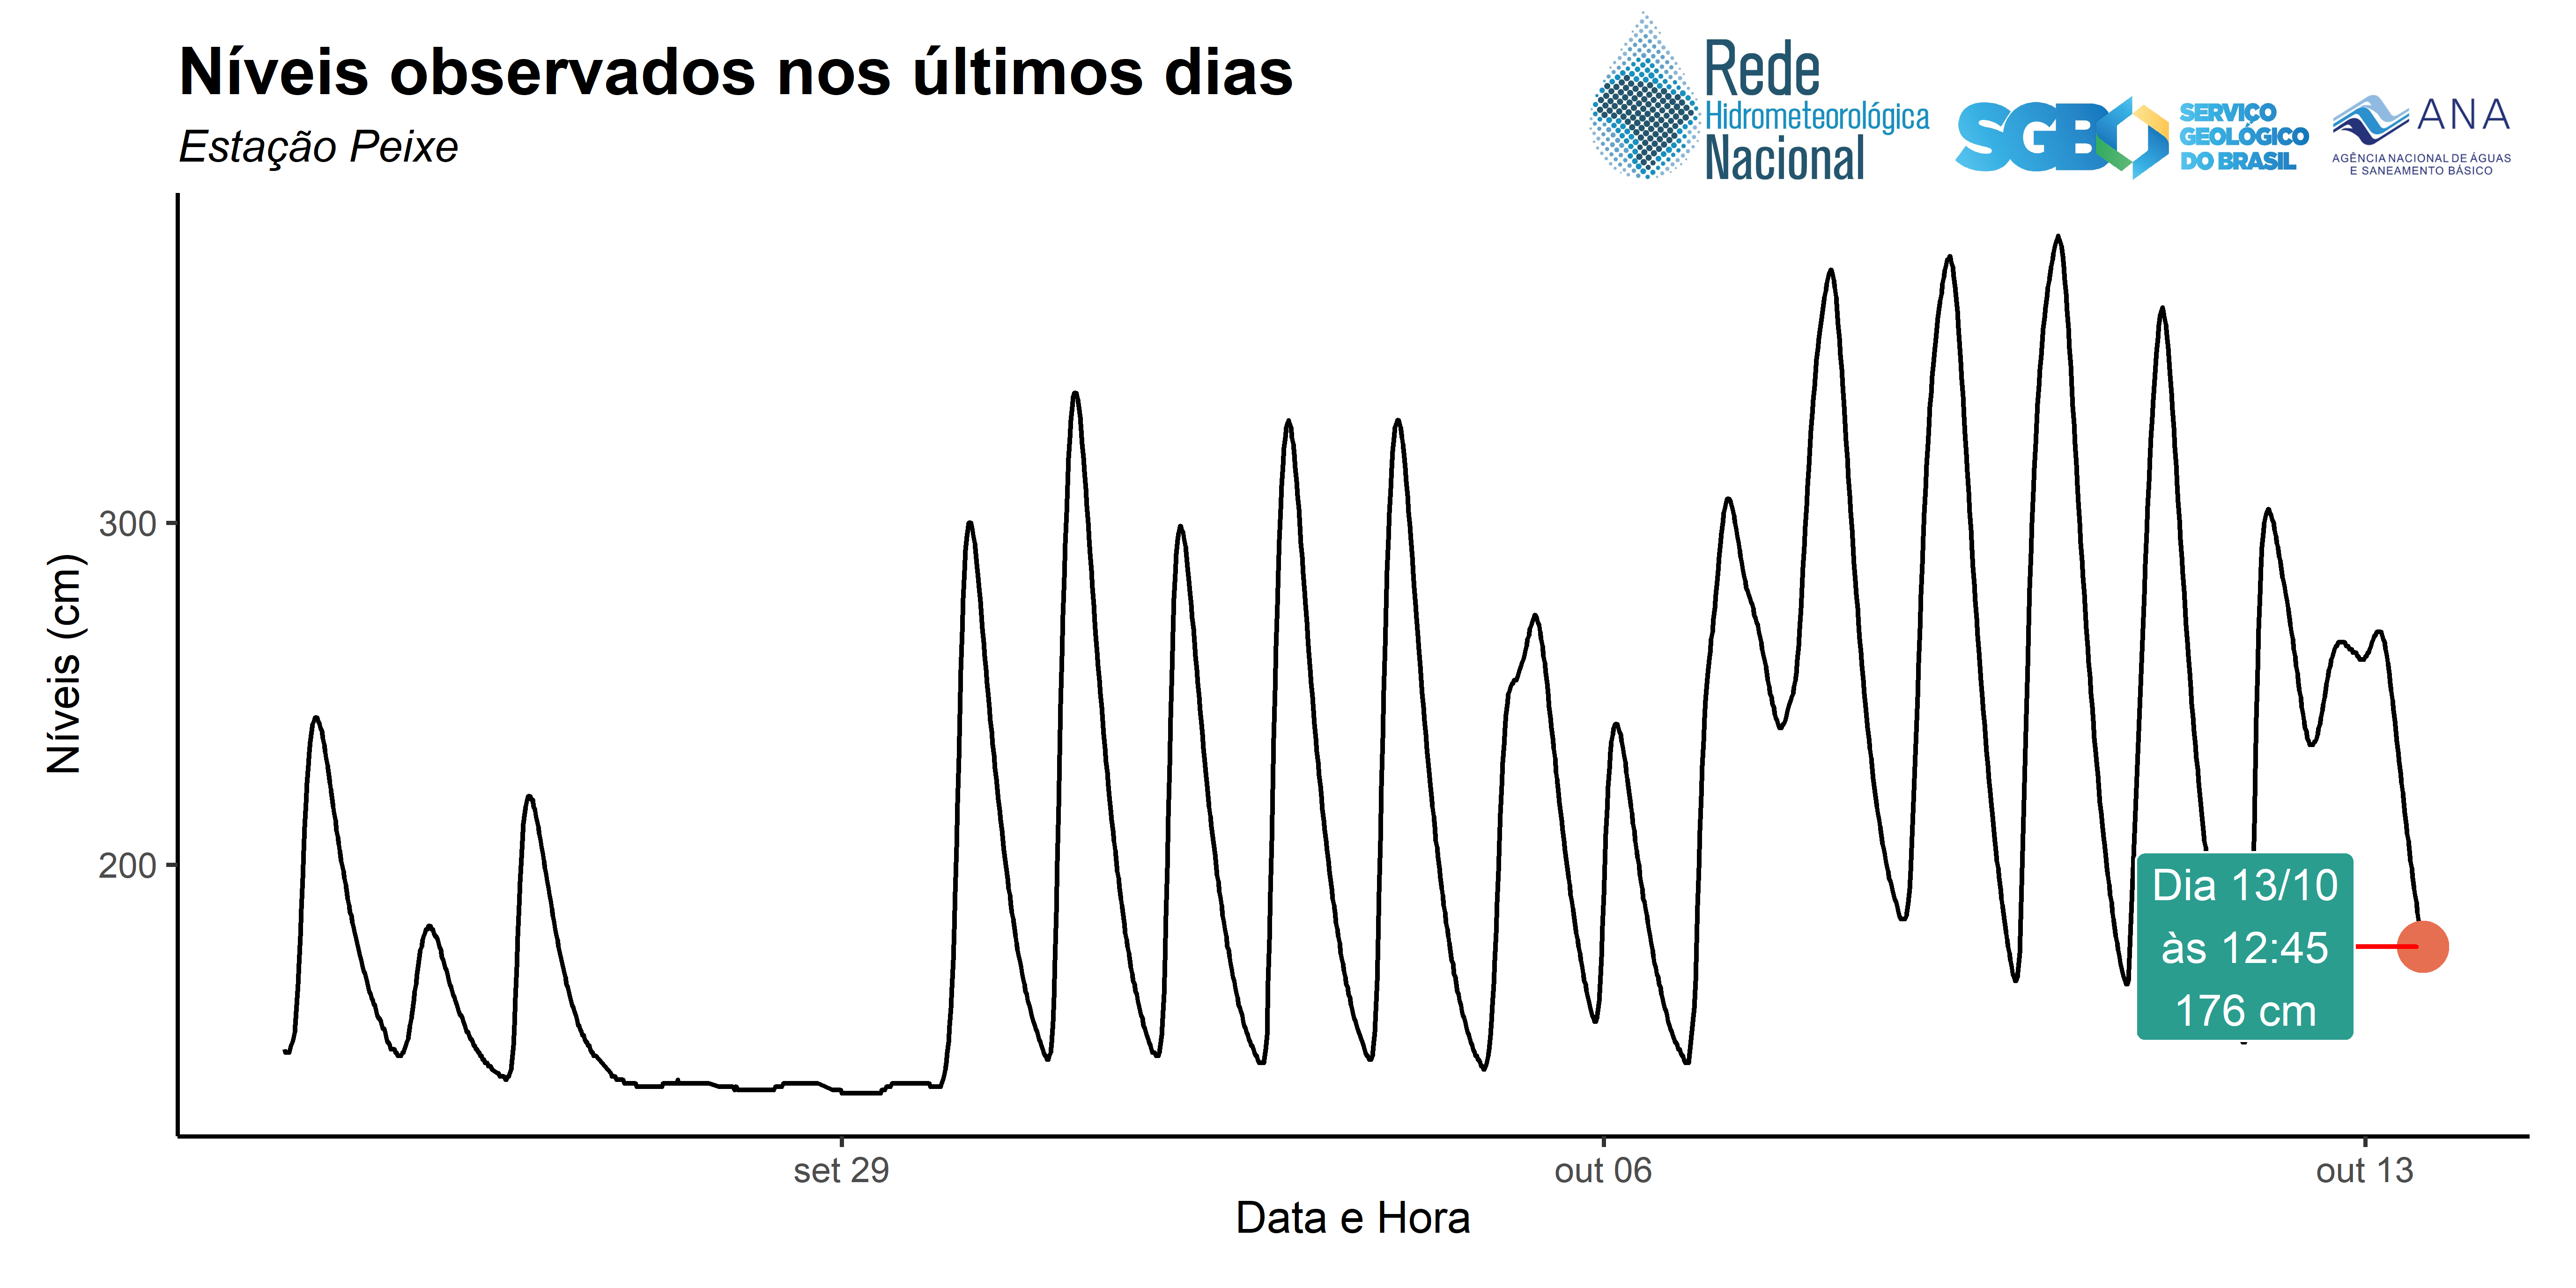 Níveis observados nos últimos dias
Estação Peixe
Rede
Hidrometeorológica
Nacional
SGB
SERVIÇO
GEOLÓGICO
DO BRASIL
ANA
AGÊNCIA NACIONAL DE ÁGUAS
E SANEAMENTO BÁSICO
Níveis (cm)
300
200
Dia 13/10
às 12:45
176 cm
set 29
out 06
out 13
Data e Hora